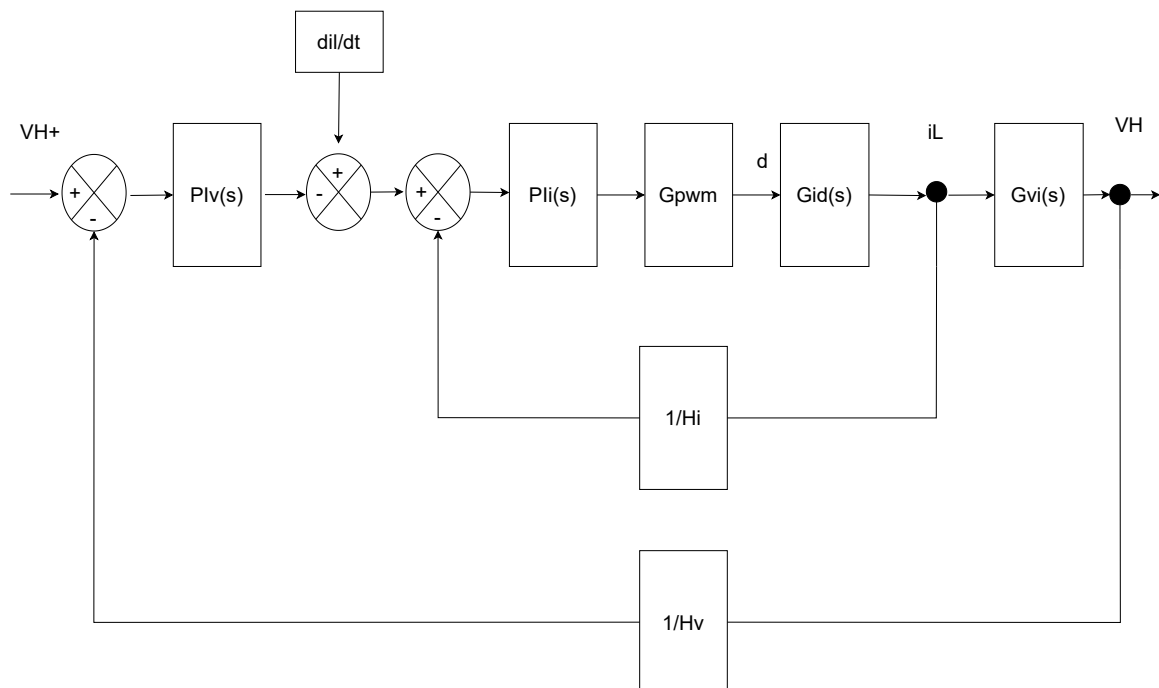 dil/dt
VH+
iL
VH
+
-
PIv(s)
+
-
+
-
PIi(s)
Gpwm
d
Gid(s)
Gvi(s)
1/Hi
1/Hv